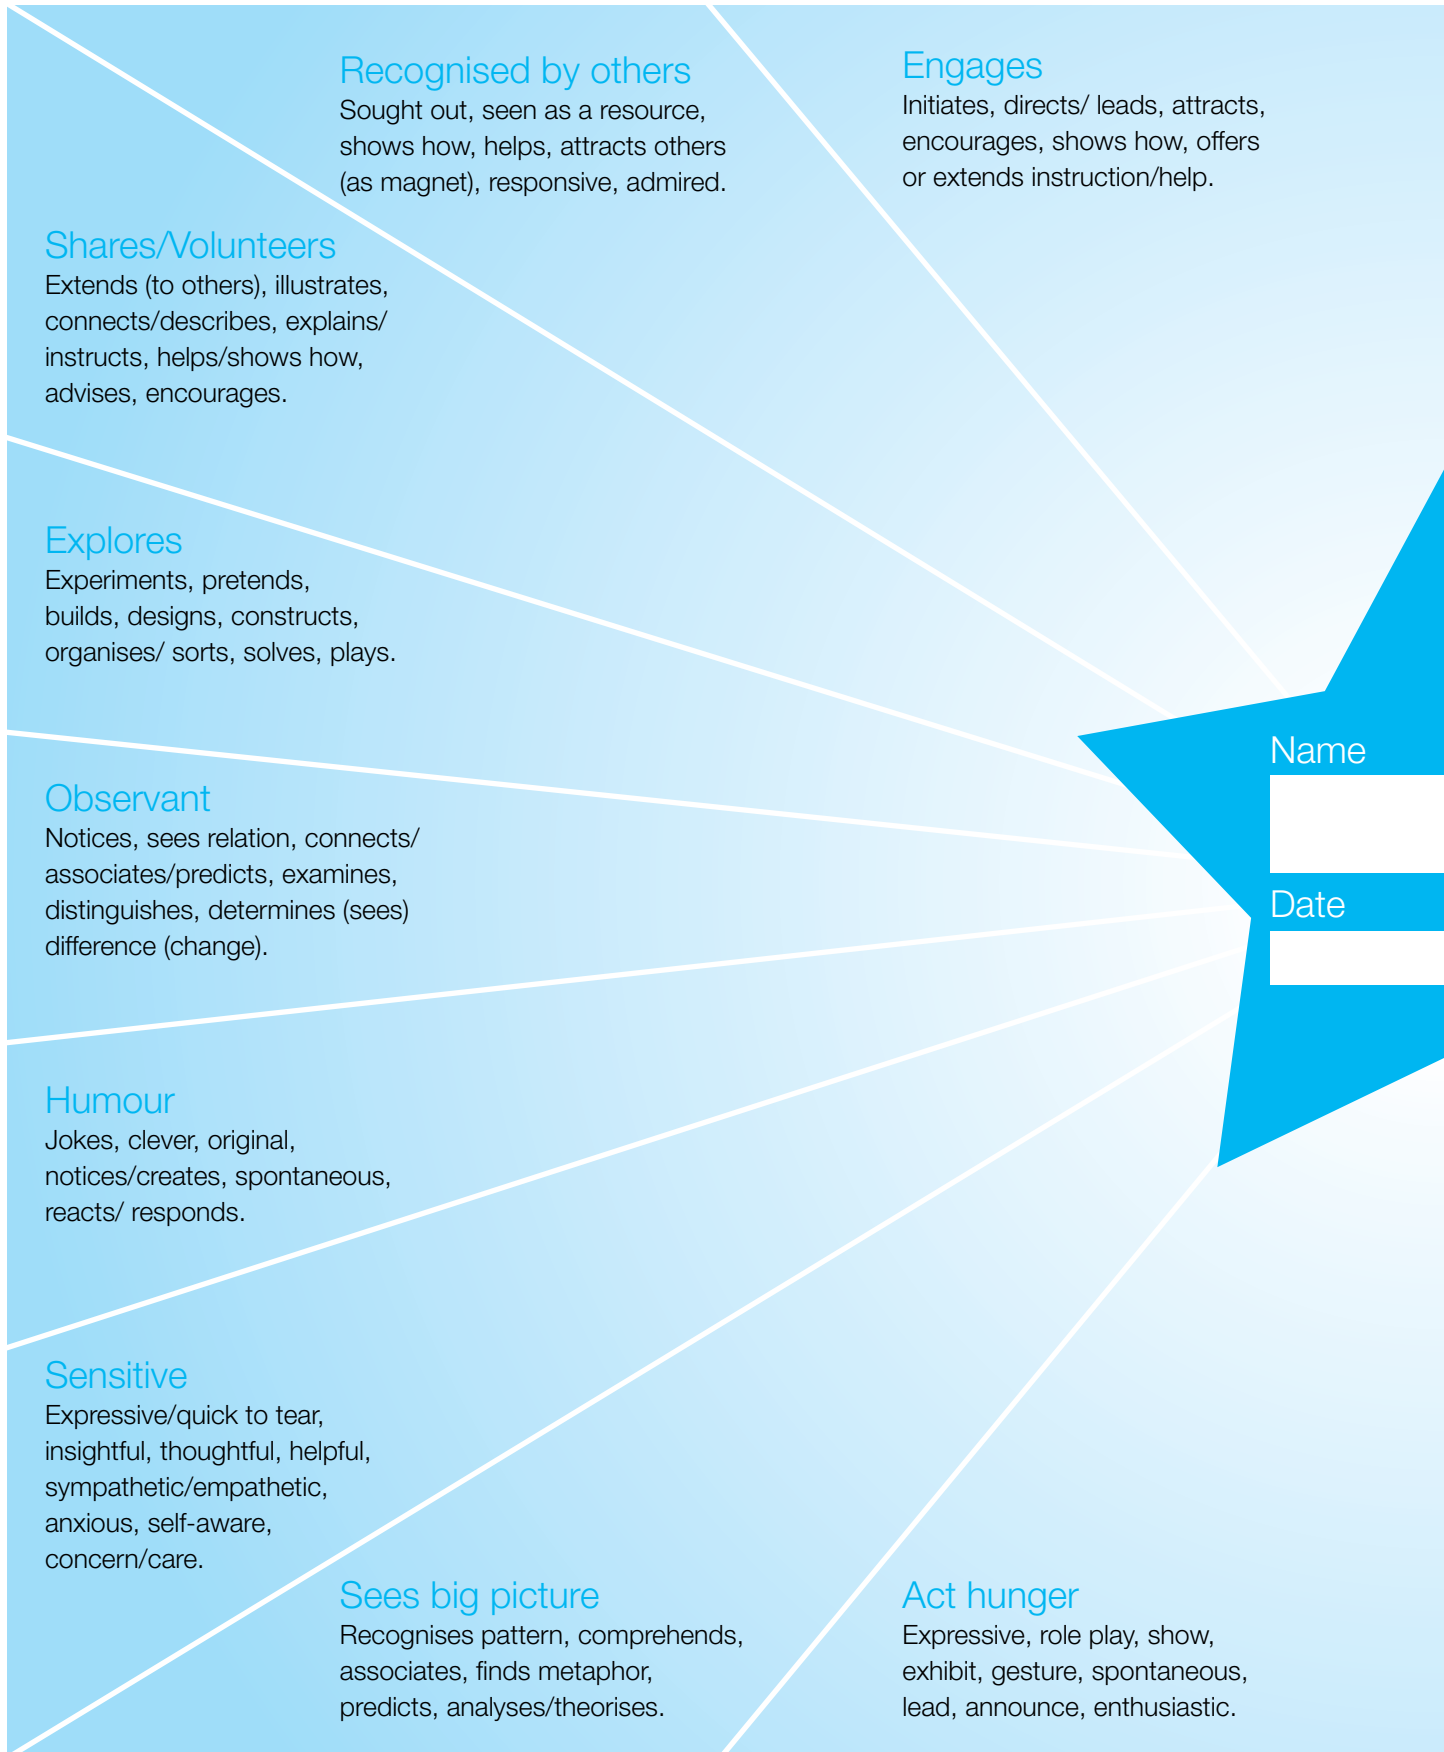 Recognised by others
Sought out, seen as a resource,
shows how, helps, attracts others
(as magnet), responsive, admired.
Engages
Initiates, directs/ leads, attracts,
encourages, shows how, offers
or extends instruction/help.
Shares/Volunteers
Extends (to others), illustrates,
connects/describes, explains/
instructs, helps/shows how,
advises, encourages.
Explores
Experiments, pretends,
builds, designs, constructs,
organises/ sorts, solves, plays.
Name
Observant
Notices, sees relation, connects/
associates/predicts, examines,
distinguishes, determines (sees)
difference (change).
Date
Humour
Jokes, clever, original,
notices/creates, spontaneous,
reacts/ responds.
Sensitive
Expressive/quick to tear,
insightful, thoughtful, helpful,
sympathetic/empathetic,
anxious, self-aware,
concern/care.
Sees big picture
Recognises pattern, comprehends,
associates, finds metaphor,
predicts, analyses/theorises.
Act hunger
Expressive, role play, show,
exhibit, gesture, spontaneous,
lead, announce, enthusiastic.